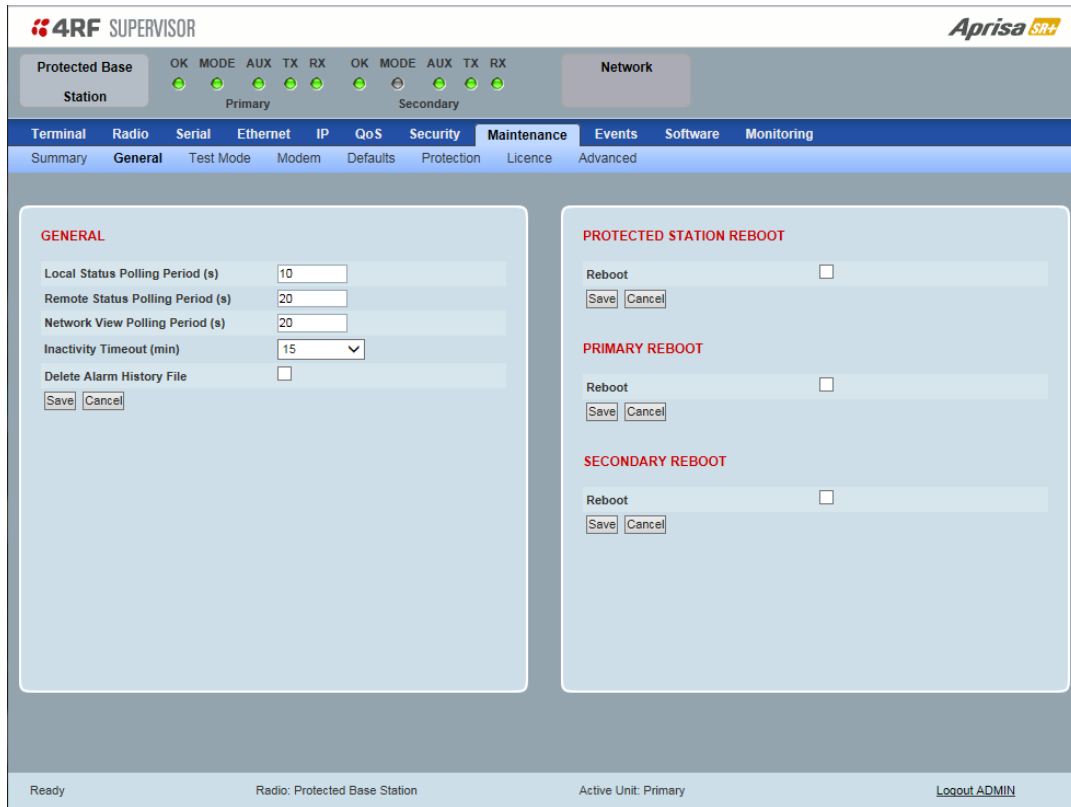 4RF SUPERVISOR
Aprisa SR+
Protected Base Station
OK MODE AUX TX RX
Primary
OK MODE AUX TX RX
Secondary
Network
Terminal Radio Serial Ethernet IP QoS Security Maintenance Events Software Monitoring
Summary General Test Mode Modem Defaults Protection Licence Advanced
GENERAL
Local Status Polling Period (s) 10
Remote Status Polling Period (s) 20
Network View Polling Period (s) 20
Inactivity Timeout (min) 15
Delete Alarm History File
Save Cancel
PROTECTED STATION REBOOT
Reboot
Save Cancel
PRIMARY REBOOT
Reboot
Save Cancel
SECONDARY REBOOT
Reboot
Save Cancel
Ready Radio: Protected Base Station Active Unit: Primary Logout ADMIN